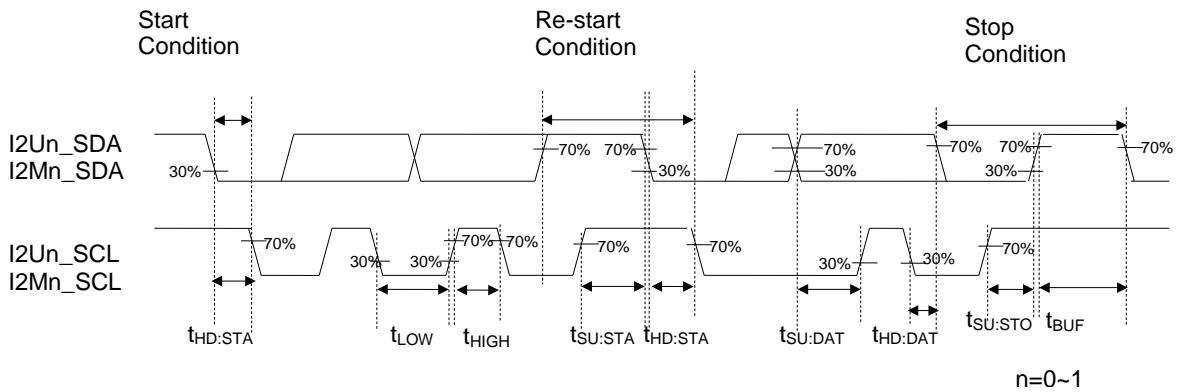 Start
Condition
Re-start
Condition
Stop
Condition
I2Un_SDA
I2Mn_SDA
30%
70%
70%
30%
70%
30%
70%
30%
70%
70%
I2Un_SCL
I2Mn_SCL
70%
30%
30%
70%
70%
70%
70%
30%
30%
70%
tHD:STA
tLOW
tHIGH
tSU:STA
tHD:STA
tSU:DAT
tHD:DAT
tSU:STO
tBUF
n=0~1